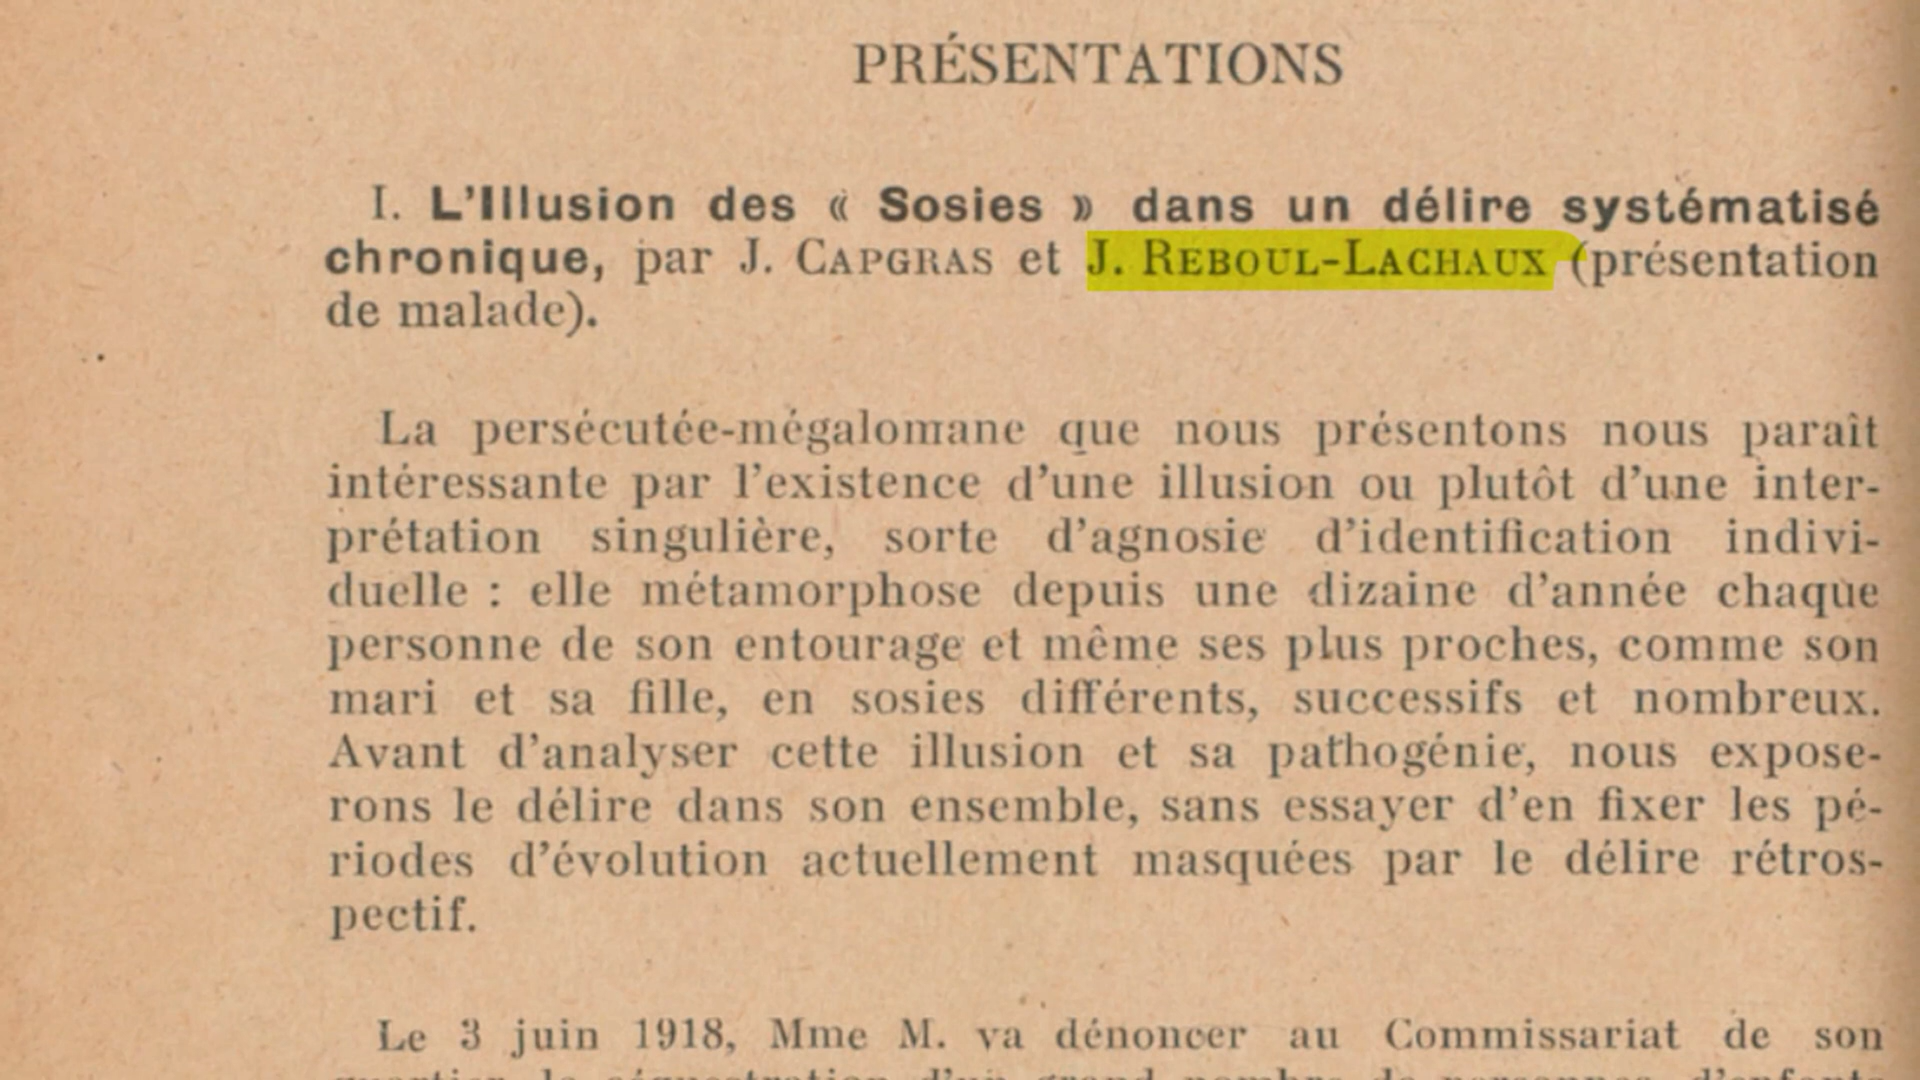 PRÉSENTATIONS
I. L'Illusion des « Sosies » dans un délire systématisé
chronique, par J. CAPGRAS et J. REBOUL-LACHAUX (présentation
de malade).
La persécutée-mégalomane que nous présentons nous paraît
intéressante par l'existence d'une illusion ou plutôt d'une inter-
prétation singulière, sorte d'agnosie d'identification indivi-
duelle : elle métamorphose depuis une dizaine d'année chaque
personne de son entourage et même ses plus proches, comme son
mari et sa fille, en sosies différents, successifs et nombreux.
Avant d'analyser cette illusion et sa pathogénie, nous expose-
rons le délire dans son ensemble, sans essayer d'en fixer les pé-
riodes d'évolution actuellement masquées par le délire rétros-
pectif.
Le 3 juin 1918, Mme M. va dénoncer au Commissariat de son